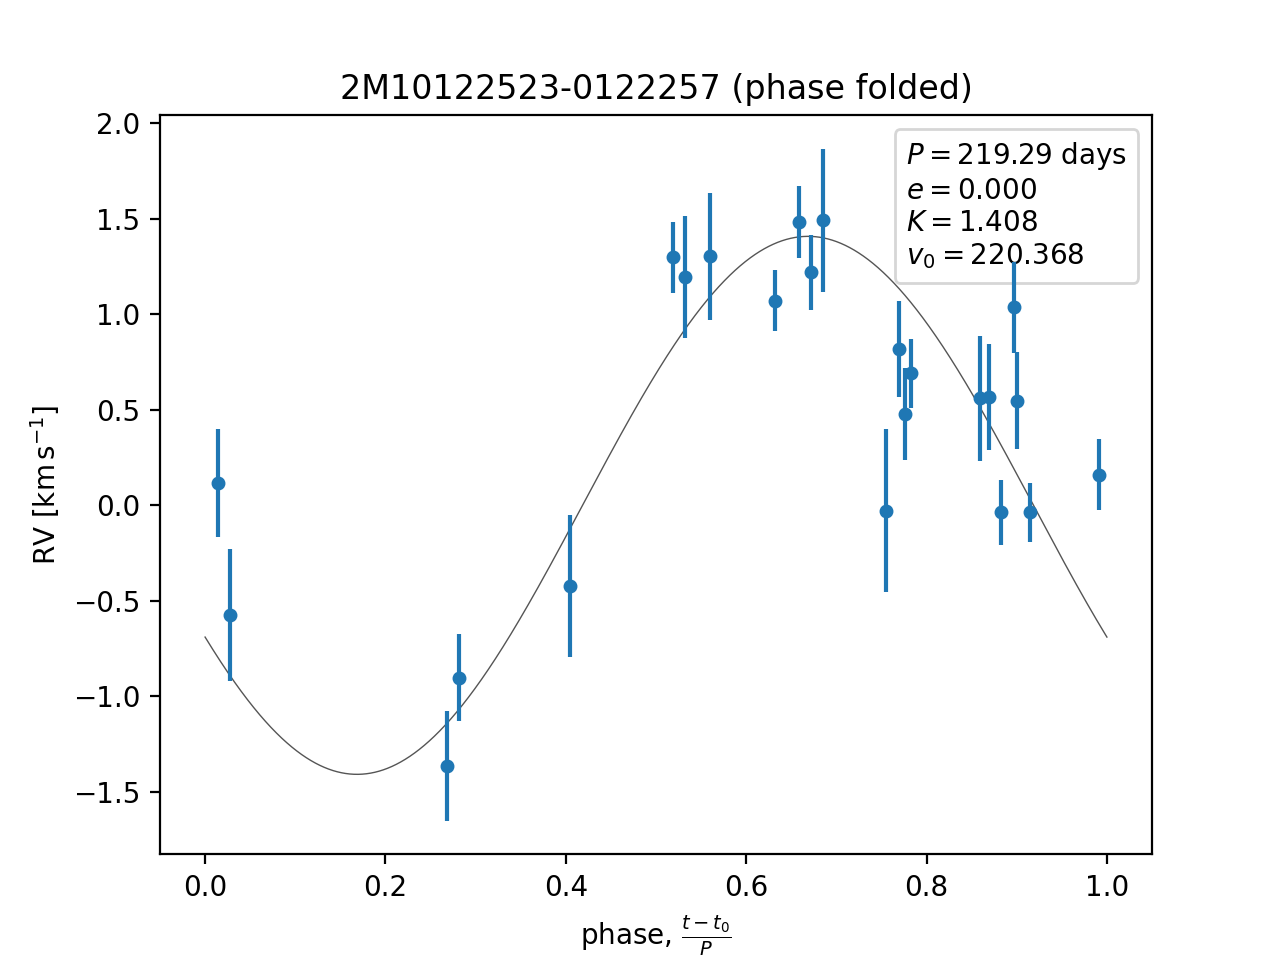 2M10122523-0122257 (phase folded)
P = 219.29 days
e = 0.000
K = 1.408
v₀ = 220.368
RV [km s⁻¹]
2.0
1.5
1.0
0.5
0.0
−0.5
−1.0
−1.5
0.0 0.2 0.4 0.6 0.8 1.0
phase, (t − t₀)/P